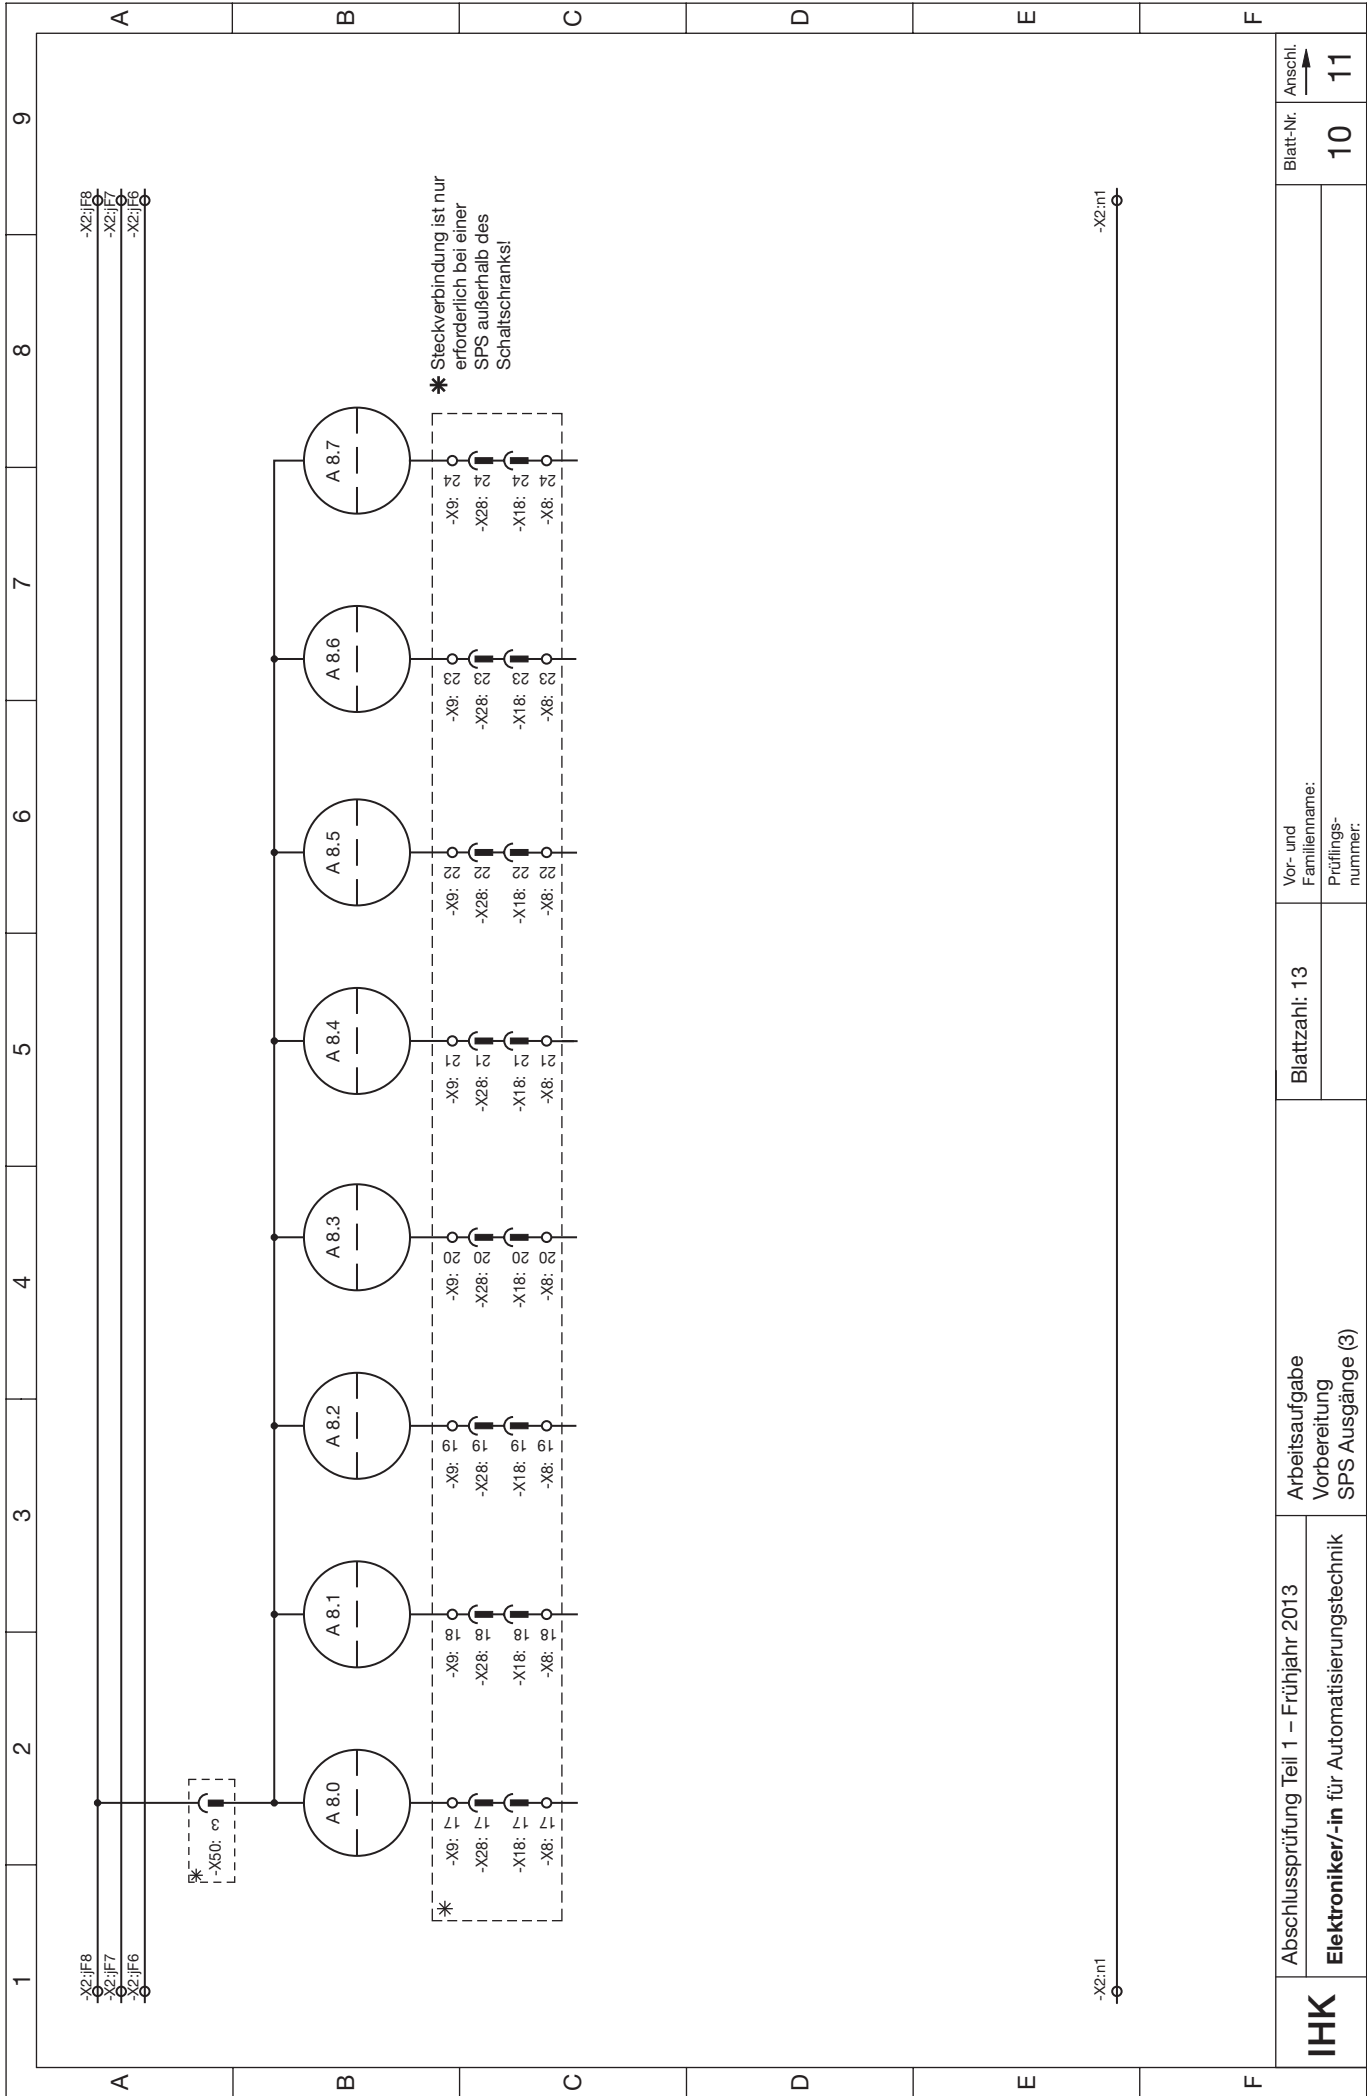 1 2 3 4 5 6 7 8 9
A A
B B
C C
D D
E E
F F
-X2:jF8 -X2:jF8
-X2:jF7 -X2:jF7
-X2:jF6 -X2:jF6
*
-X50: 3
A 8.0 A 8.1 A 8.2 A 8.3 A 8.4 A 8.5 A 8.6 A 8.7
* Steckverbindung ist nur
erforderlich bei einer
SPS außerhalb des
Schaltschranks!
*
-X9: 17 -X9: 18 -X9: 19 -X9: 20 -X9: 21 -X9: 22 -X9: 23 -X9: 24
-X28: 17 -X28: 18 -X28: 19 -X28: 20 -X28: 21 -X28: 22 -X28: 23 -X28: 24
-X18: 17 -X18: 18 -X18: 19 -X18: 20 -X18: 21 -X18: 22 -X18: 23 -X18: 24
-X8: 17 -X8: 18 -X8: 19 -X8: 20 -X8: 21 -X8: 22 -X8: 23 -X8: 24
-X2:n1 -X2:n1
IHK
Abschlussprüfung Teil 1 – Frühjahr 2013
Elektroniker/-in für Automatisierungstechnik
Arbeitsaufgabe
Vorbereitung
SPS Ausgänge (3)
Blattzahl: 13
Vor- und
Familienname:
Prüflings-
nummer:
Blatt-Nr.
10
Anschl.
11